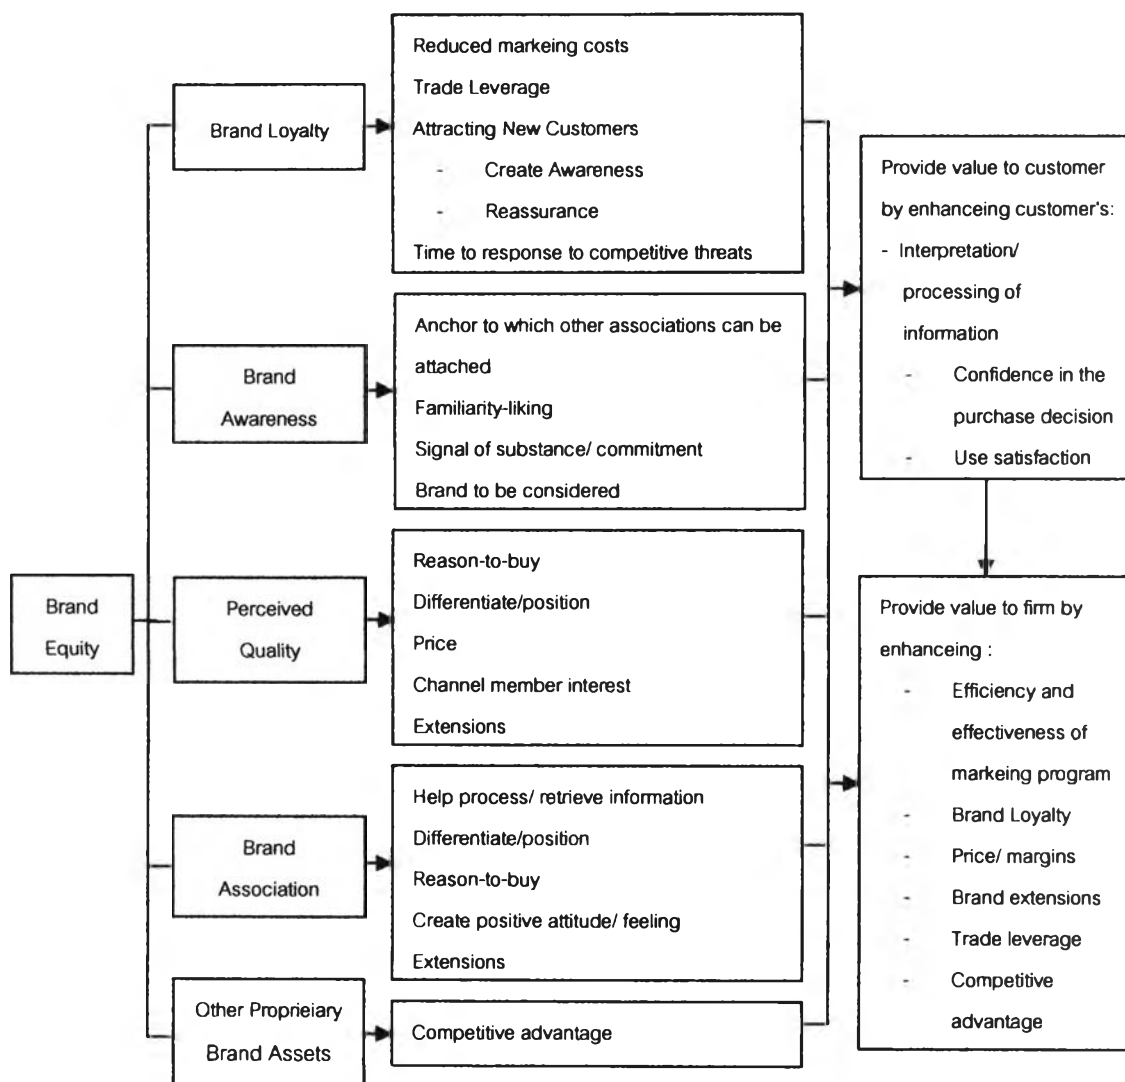 Brand
Equity
Brand Loyalty
Reduced markeing costs
Trade Leverage
Attracting New Customers
- Create Awareness
- Reassurance
Time to response to competitive threats
Brand
Awareness
Anchor to which other associations can be
attached
Familiarity-liking
Signal of substance/ commitment
Brand to be considered
Perceived
Quality
Reason-to-buy
Differentiate/position
Price
Channel member interest
Extensions
Brand
Association
Help process/ retrieve information
Differentiate/position
Reason-to-buy
Create positive attitude/ feeling
Extensions
Other Proprieiary
Brand Assets
Competitive advantage
Provide value to customer
by enhanceing customer's:
- Interpretation/
processing of
information
- Confidence in the
purchase decision
- Use satisfaction
Provide value to firm by
enhanceing :
- Efficiency and
effectiveness of
markeing program
- Brand Loyalty
- Price/ margins
- Brand extensions
- Trade leverage
- Competitive
advantage